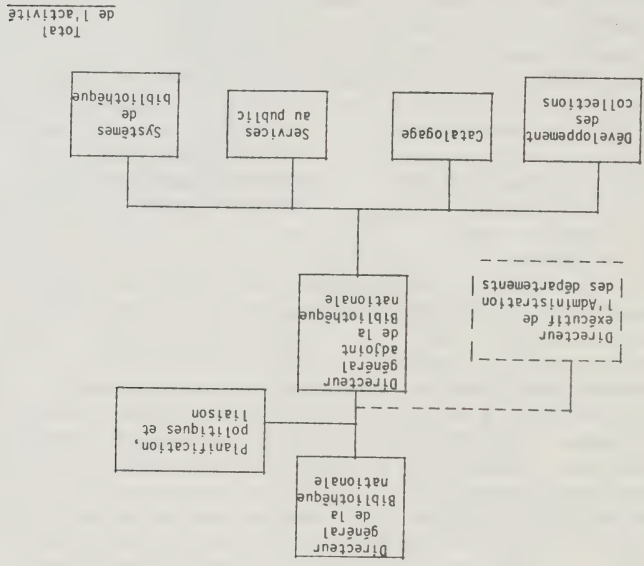 Directeur
général
de la
Bibliothèque
nationale
Planification,
politiques et
liaison
Directeur
général
adjoint
de la
Bibliothèque
nationale
Directeur
exécutif de
l'Administration
des départements
Développement
des
collections
Catalogage
Services
au public
Systèmes
de
bibliothèque
Total
de l'activité